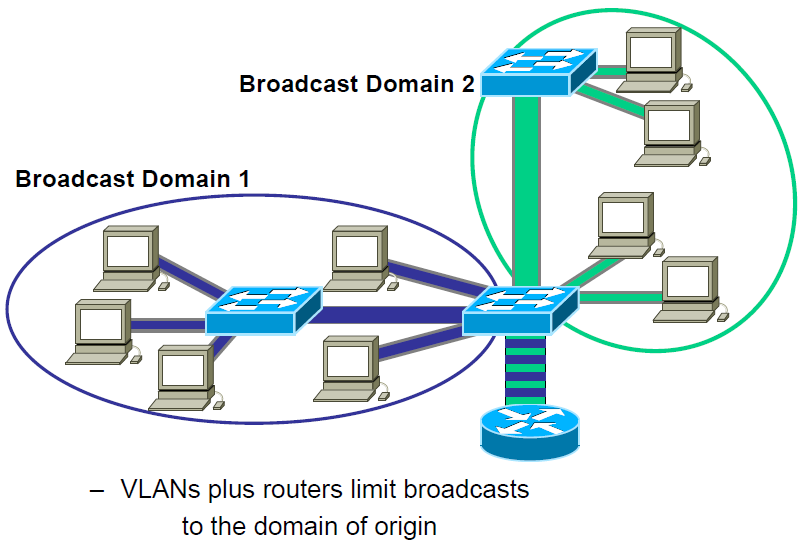 Broadcast Domain 2
Broadcast Domain 1
– VLANs plus routers limit broadcasts
to the domain of origin